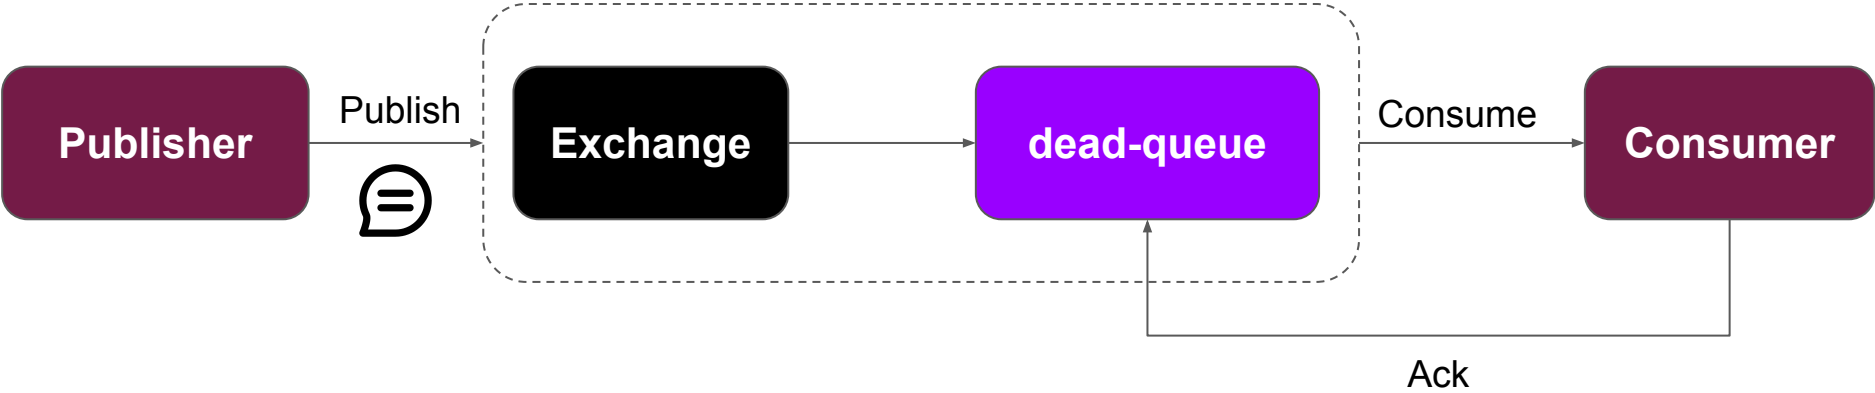 Publisher
Publish
Exchange
dead-queue
Consume
Consumer
Ack